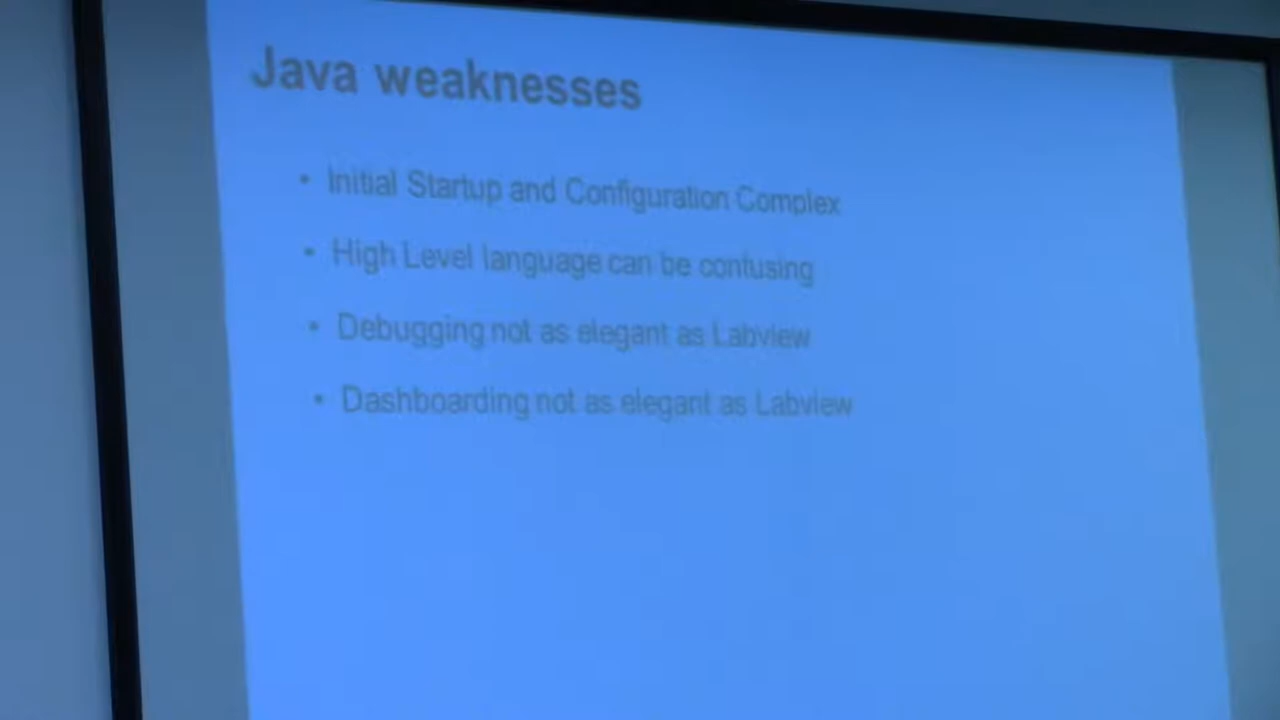 Java weaknesses
• Initial Startup and Configuration Complex
• High Level language can be confusing
• Debugging not as elegant as Labview
• Dashboarding not as elegant as Labview